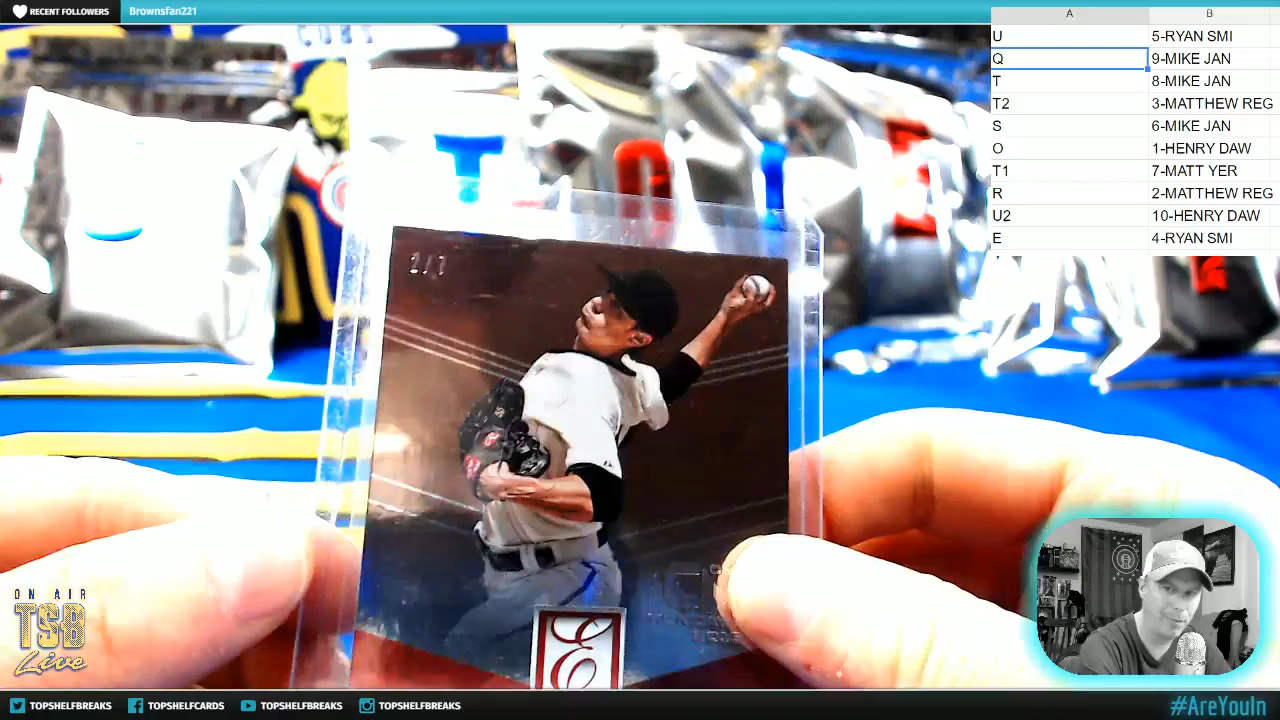 RECENT FOLLOWERS Brownsfan221
A B
U 5-RYAN SMI
Q 9-MIKE JAN
T 8-MIKE JAN
T2 3-MATTHEW REG
S 6-MIKE JAN
O 1-HENRY DAW
T1 7-MATT YER
R 2-MATTHEW REG
U2 10-HENRY DAW
E 4-RYAN SMI
E
ON AIR
TSB
Live
TOPSHELFBREAKS TOPSHELFCARDS TOPSHELFBREAKS TOPSHELFBREAKS #AreYouIn